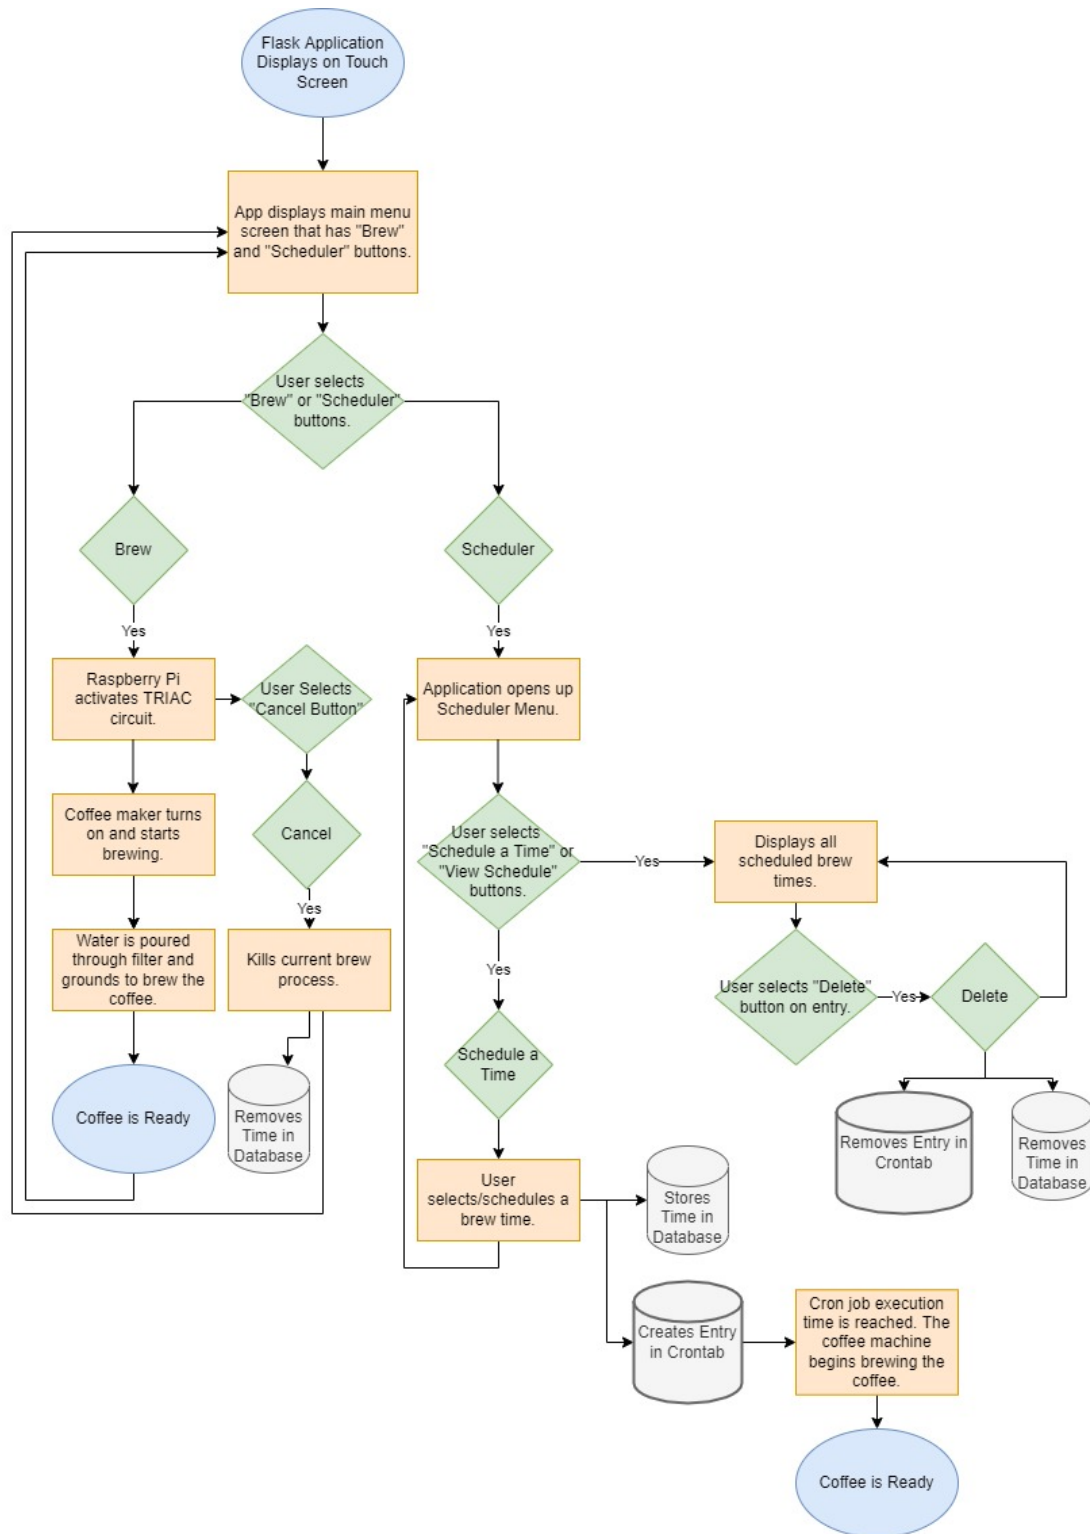 Flask Application
Displays on Touch
Screen
App displays main menu
screen that has "Brew"
and "Scheduler" buttons.
User selects
"Brew" or "Scheduler"
buttons.
Brew
Scheduler
Yes
Yes
Raspberry Pi
activates TRIAC
circuit.
User Selects
"Cancel Button"
Application opens up
Scheduler Menu.
Coffee maker turns
on and starts
brewing.
Cancel
User selects
"Schedule a Time" or
"View Schedule"
buttons.
Yes
Displays all
scheduled brew
times.
Yes
Water is poured
through filter and
grounds to brew the
coffee.
Kills current brew
process.
Yes
User selects "Delete"
button on entry.
Yes
Delete
Schedule a
Time
Coffee is Ready
Removes
Time in
Database
Removes Entry in
Crontab
Removes
Time in
Database
User
selects/schedules a
brew time.
Stores
Time in
Database
Creates Entry
in Crontab
Cron job execution
time is reached. The
coffee machine
begins brewing the
coffee.
Coffee is Ready